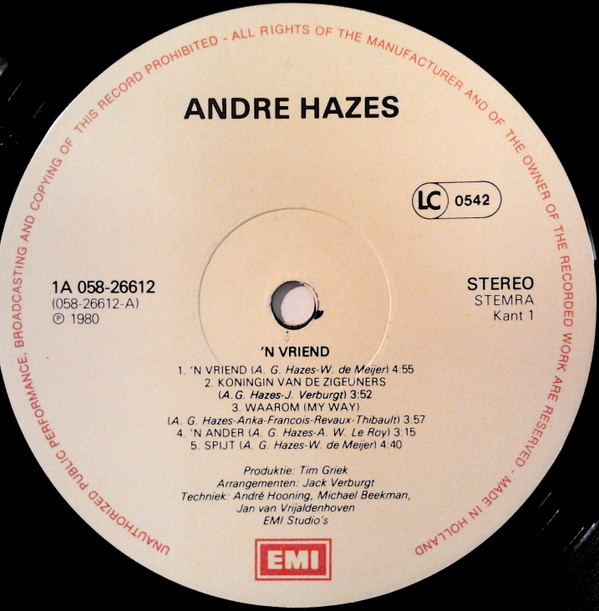 UNAUTHORIZED PUBLIC PERFORMANCE, BROADCASTING AND COPYING OF THIS RECORD PROHIBITED - ALL RIGHTS OF THE MANUFACTURER AND OF THE OWNER OF THE RECORDED WORK ARE RESERVED - MADE IN HOLLAND
ANDRE HAZES
LC 0542
1A 058-26612
(058-26612-A)
℗ 1980
STEREO
STEMRA
Kant 1
'N VRIEND
1. 'N VRIEND (A. G. Hazes-W. de Meijer) 4:55
2. KONINGIN VAN DE ZIGEUNERS
(A.G. Hazes-J. Verburgt) 3:52
3. WAAROM (MY WAY)
(A. G. Hazes-Anka-Francois-Revaux-Thibault) 3:57
4. 'N ANDER (A. G. Hazes-A. W. Le Roy) 3:15
5. SPIJT (A. G. Hazes-W. de Meijer) 4:40
Produktie: Tim Griek
Arrangementen: Jack Verburgt
Techniek: André Hooning, Michael Beekman,
Jan van Vrijaldenhoven
EMI Studio's
EMI